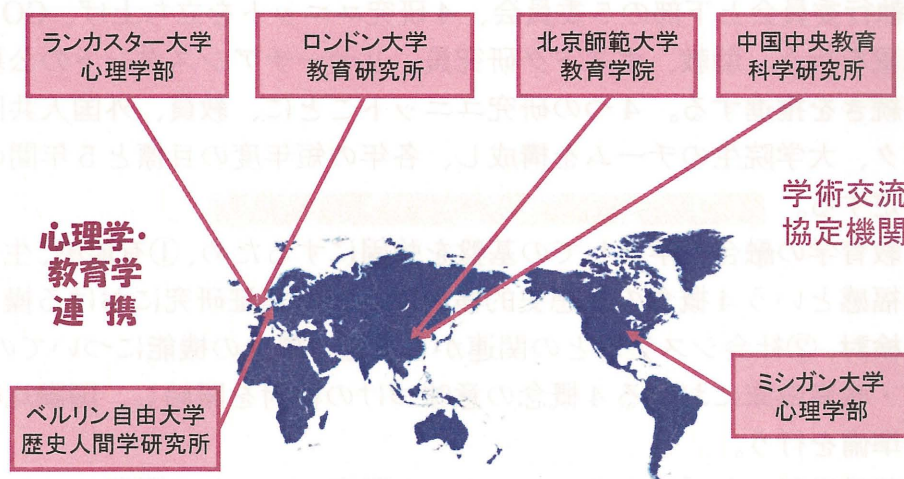 ランカスター大学
心理学部
ロンドン大学
教育研究所
北京師範大学
教育学院
中国中央教育
科学研究所
学術交流
協定機関
心理学・
教育学
連携
ベルリン自由大学
歴史人間学研究所
ミシガン大学
心理学部